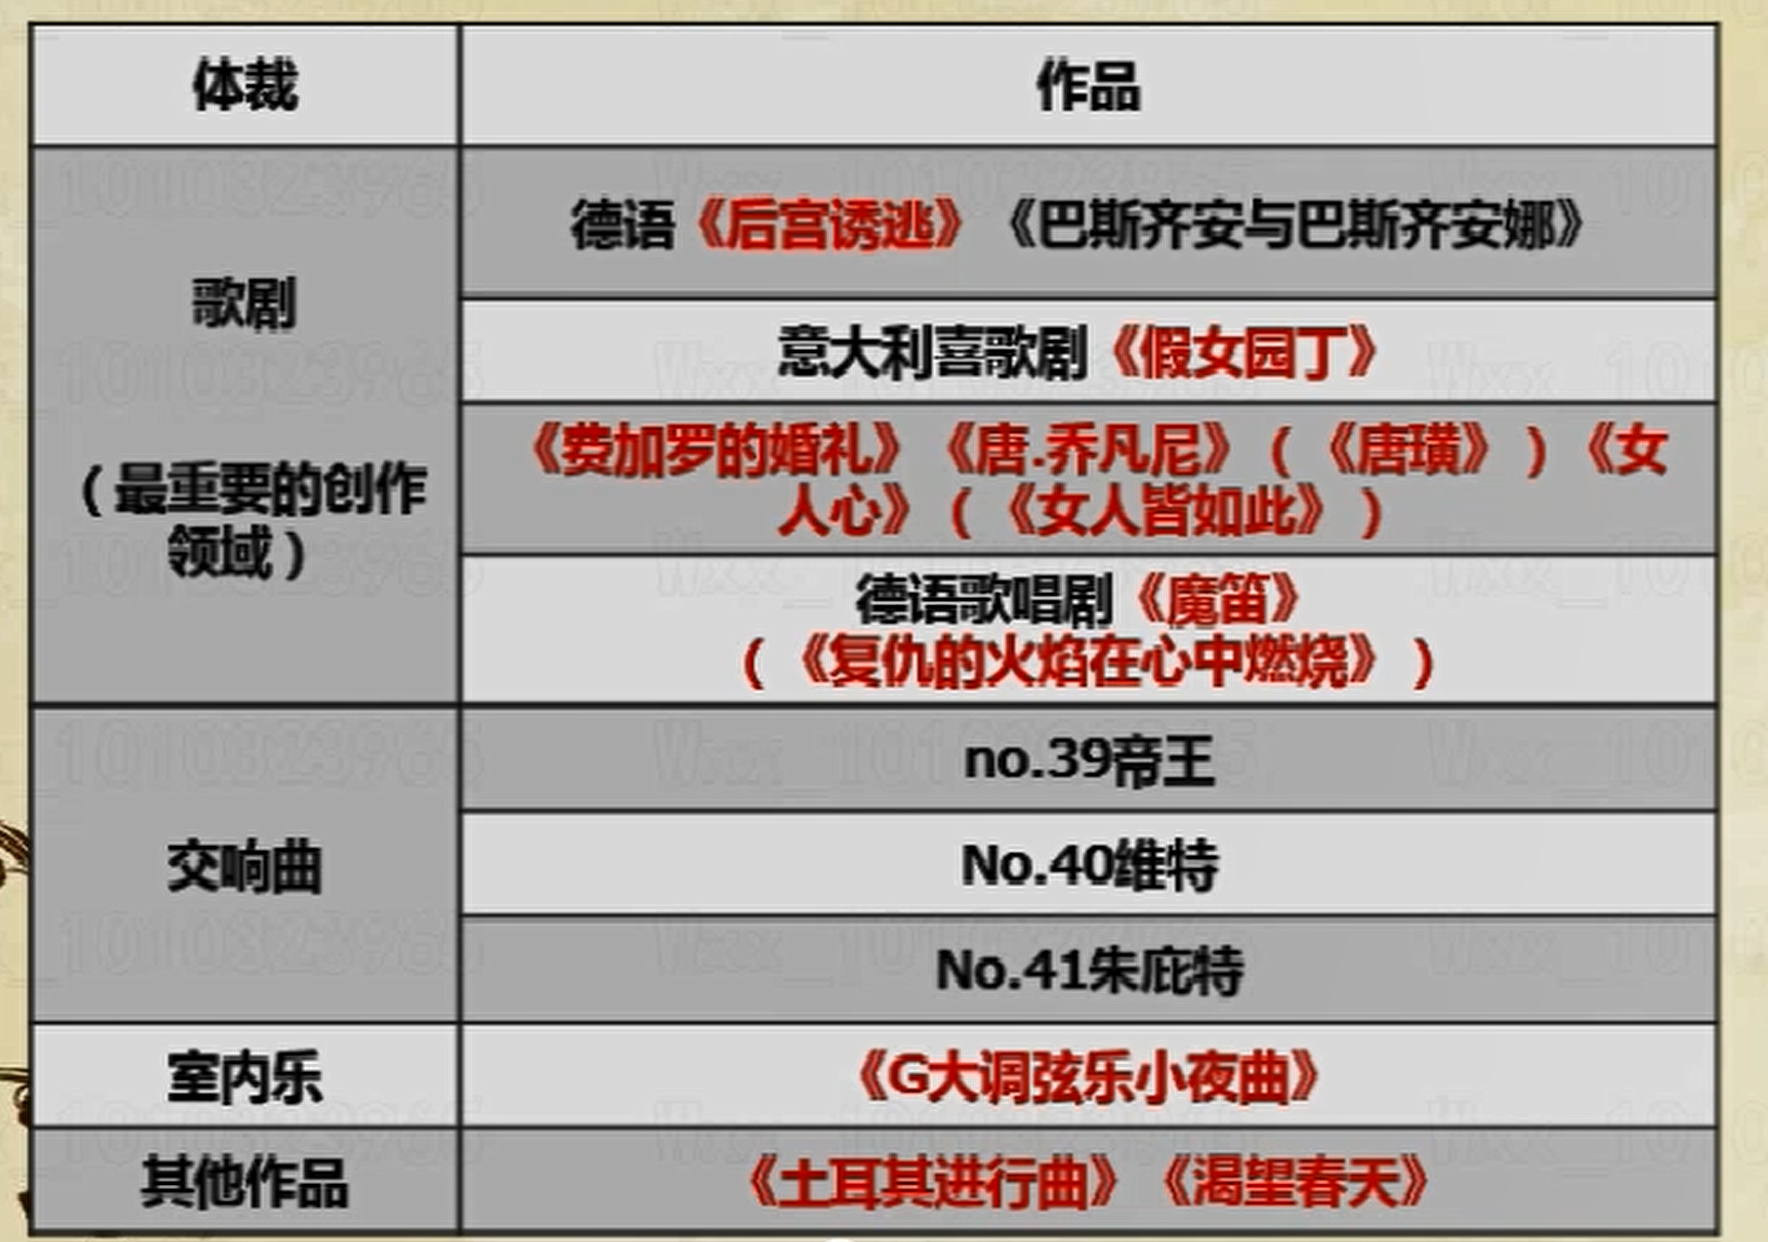 体裁
作品
歌剧
（最重要的创作
领域）
德语《后宫诱逃》《巴斯齐安与巴斯齐安娜》
意大利喜歌剧《假女园丁》
《费加罗的婚礼》《唐.乔凡尼》（《唐璜》）《女
人心》（《女人皆如此》）
德语歌唱剧《魔笛》
（《复仇的火焰在心中燃烧》）
交响曲
no.39帝王
No.40维特
No.41朱庇特
室内乐
《G大调弦乐小夜曲》
其他作品
《土耳其进行曲》《渴望春天》